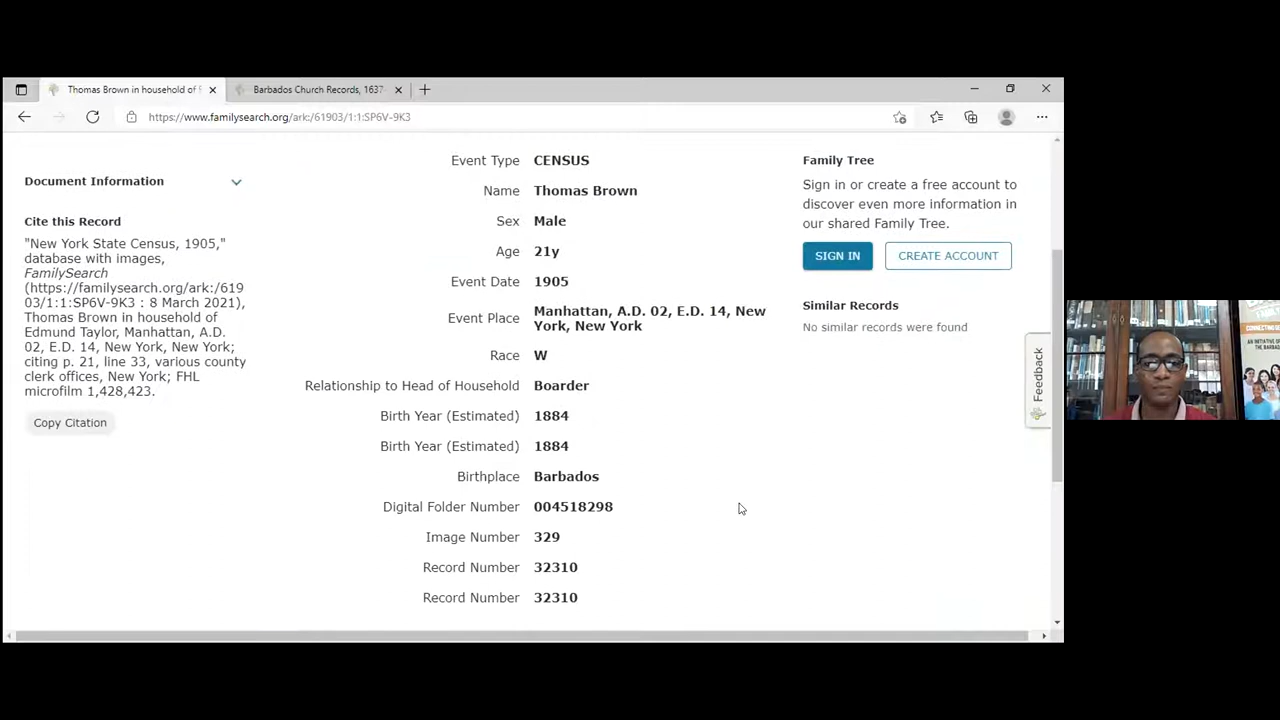 Thomas Brown in household of
Barbados Church Records, 1637-
https://www.familysearch.org/ark:/61903/1:1:SP6V-9K3
Document Information
Cite this Record
"New York State Census, 1905,"
database with images,
FamilySearch
(https://familysearch.org/ark:/619
03/1:1:SP6V-9K3 : 8 March 2021),
Thomas Brown in household of
Edmund Taylor, Manhattan, A.D.
02, E.D. 14, New York, New York;
citing p. 21, line 33, various county
clerk offices, New York; FHL
microfilm 1,428,423.
Copy Citation
Event Type CENSUS
Name Thomas Brown
Sex Male
Age 21y
Event Date 1905
Event Place Manhattan, A.D. 02, E.D. 14, New
York, New York
Race W
Relationship to Head of Household Boarder
Birth Year (Estimated) 1884
Birth Year (Estimated) 1884
Birthplace Barbados
Digital Folder Number 004518298
Image Number 329
Record Number 32310
Record Number 32310
Family Tree
Sign in or create a free account to
discover even more information in
our shared Family Tree.
SIGN IN CREATE ACCOUNT
Similar Records
No similar records were found
Feedback
CONNECTING
AN INITIATIVE O
THE BARBAD